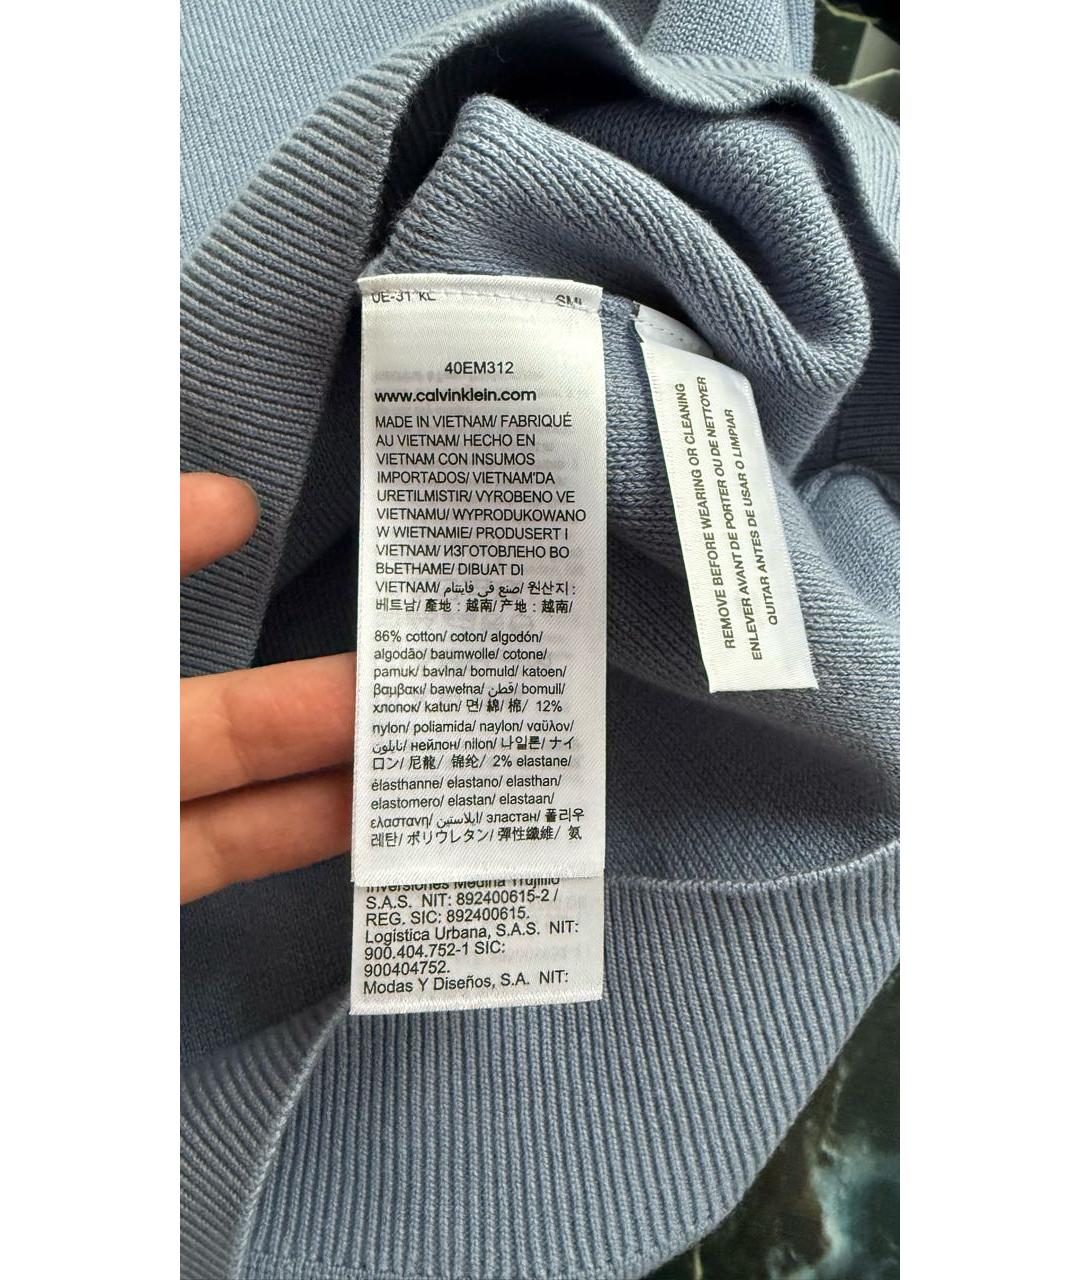 40EM312
www.calvinklein.com
MADE IN VIETNAM/ FABRIQUÉ
AU VIETNAM/ HECHO EN
VIETNAM CON INSUMOS
IMPORTADOS/ VIETNAM'DA
URETILMISTIR/ VYROBENO VE
VIETNAMU/ WYPRODUKOWANO
W WIETNAMIE/ PRODUSERT I
VIETNAM/ ИЗГОТОВЛЕНО ВО
ВЬЕТНАМЕ/ DIBUAT DI
VIETNAM/ صنع في فايتنام/ 원산지 :
베트남/ 產地 : 越南/ 产地 : 越南/
86% cotton/ coton/ algodón/
algodão/ baumwolle/ cotone/
pamuk/ bavlna/ bomuld/ katoen/
βαμβακι/ bawełna/ قطن/ bomull/
хлопок/ katun/ 면/ 綿/ 棉/ 12%
nylon/ poliamida/ naylon/ ναϋλον/
نايلون/ нейлон/ nilon/ 나일론/ ナイ
ロン/ 尼龍/ 锦纶/ 2% elastane/
élasthanne/ elastano/ elasthan/
elastomero/ elastan/ elastaan/
ελαστανη/ ايلاستين/ эластан/ 폴리우
레탄/ ポリウレタン/ 彈性纖維/ 氨
Inversiones Medina Trujillo
S.A.S. NIT: 892400615-2 /
REG. SIC: 892400615.
Logística Urbana, S.A.S. NIT:
900.404.752-1 SIC:
900404752.
Modas Y Diseños, S.A. NIT:
REMOVE BEFORE WEARING OR CLEANING
ENLEVER AVANT DE PORTER OU DE NETTOYER
QUITAR ANTES DE USAR O LIMPIAR